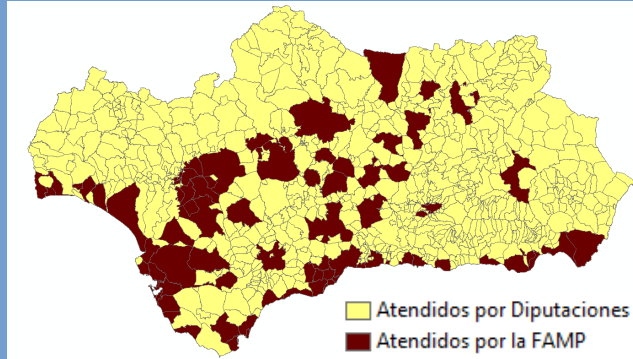 Atendidos por Diputaciones
Atendidos por la FAMP